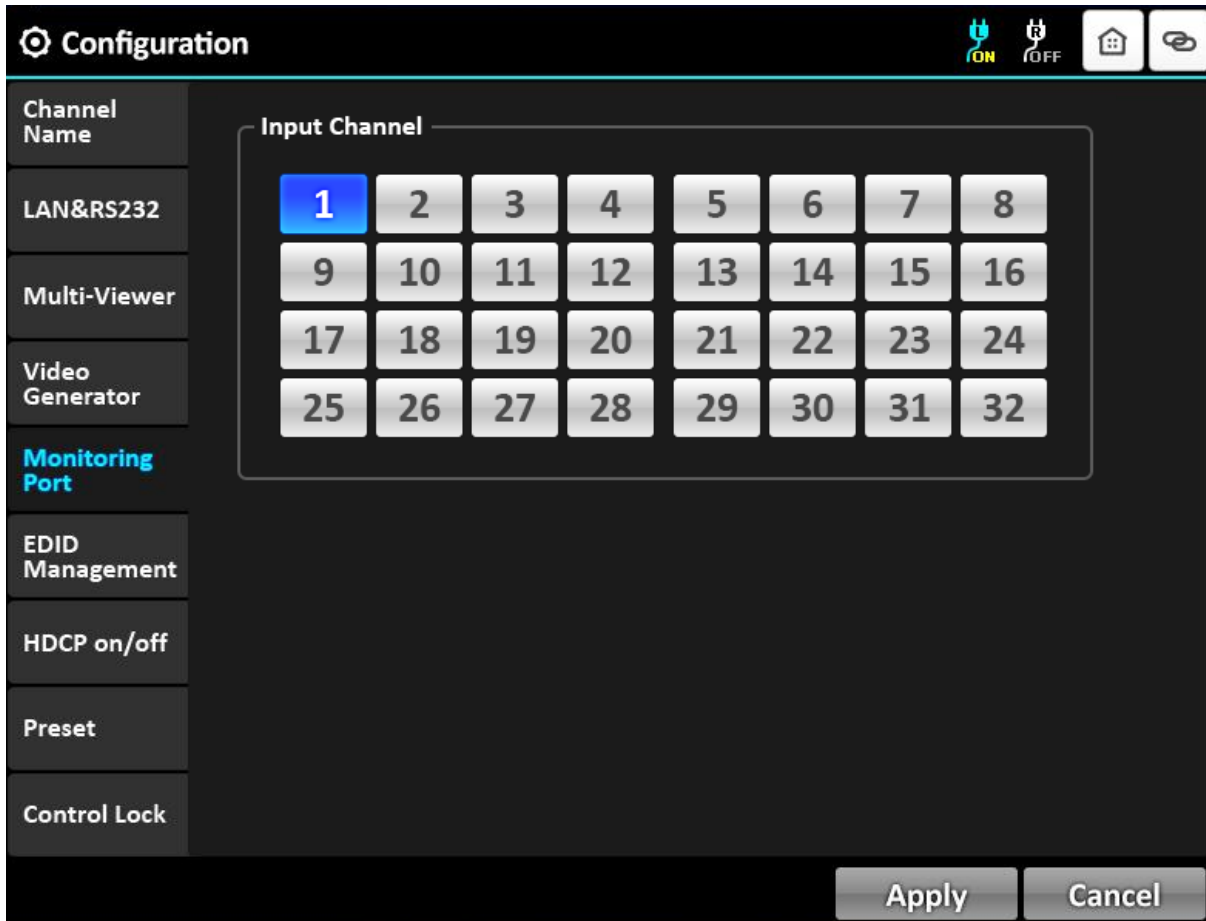 Configuration
L
ON
R
OFF
Channel
Name
LAN&RS232
Multi-Viewer
Video
Generator
Monitoring
Port
EDID
Management
HDCP on/off
Preset
Control Lock
Input Channel
1 2 3 4 5 6 7 8
9 10 11 12 13 14 15 16
17 18 19 20 21 22 23 24
25 26 27 28 29 30 31 32
Apply
Cancel